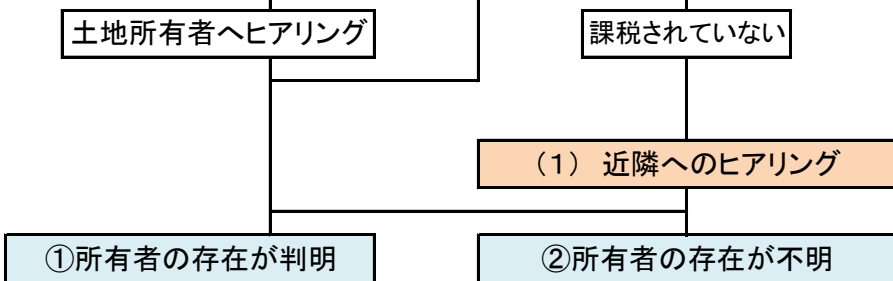 土地所有者へヒアリング
課税されていない
（１） 近隣へのヒアリング
①所有者の存在が判明
②所有者の存在が不明